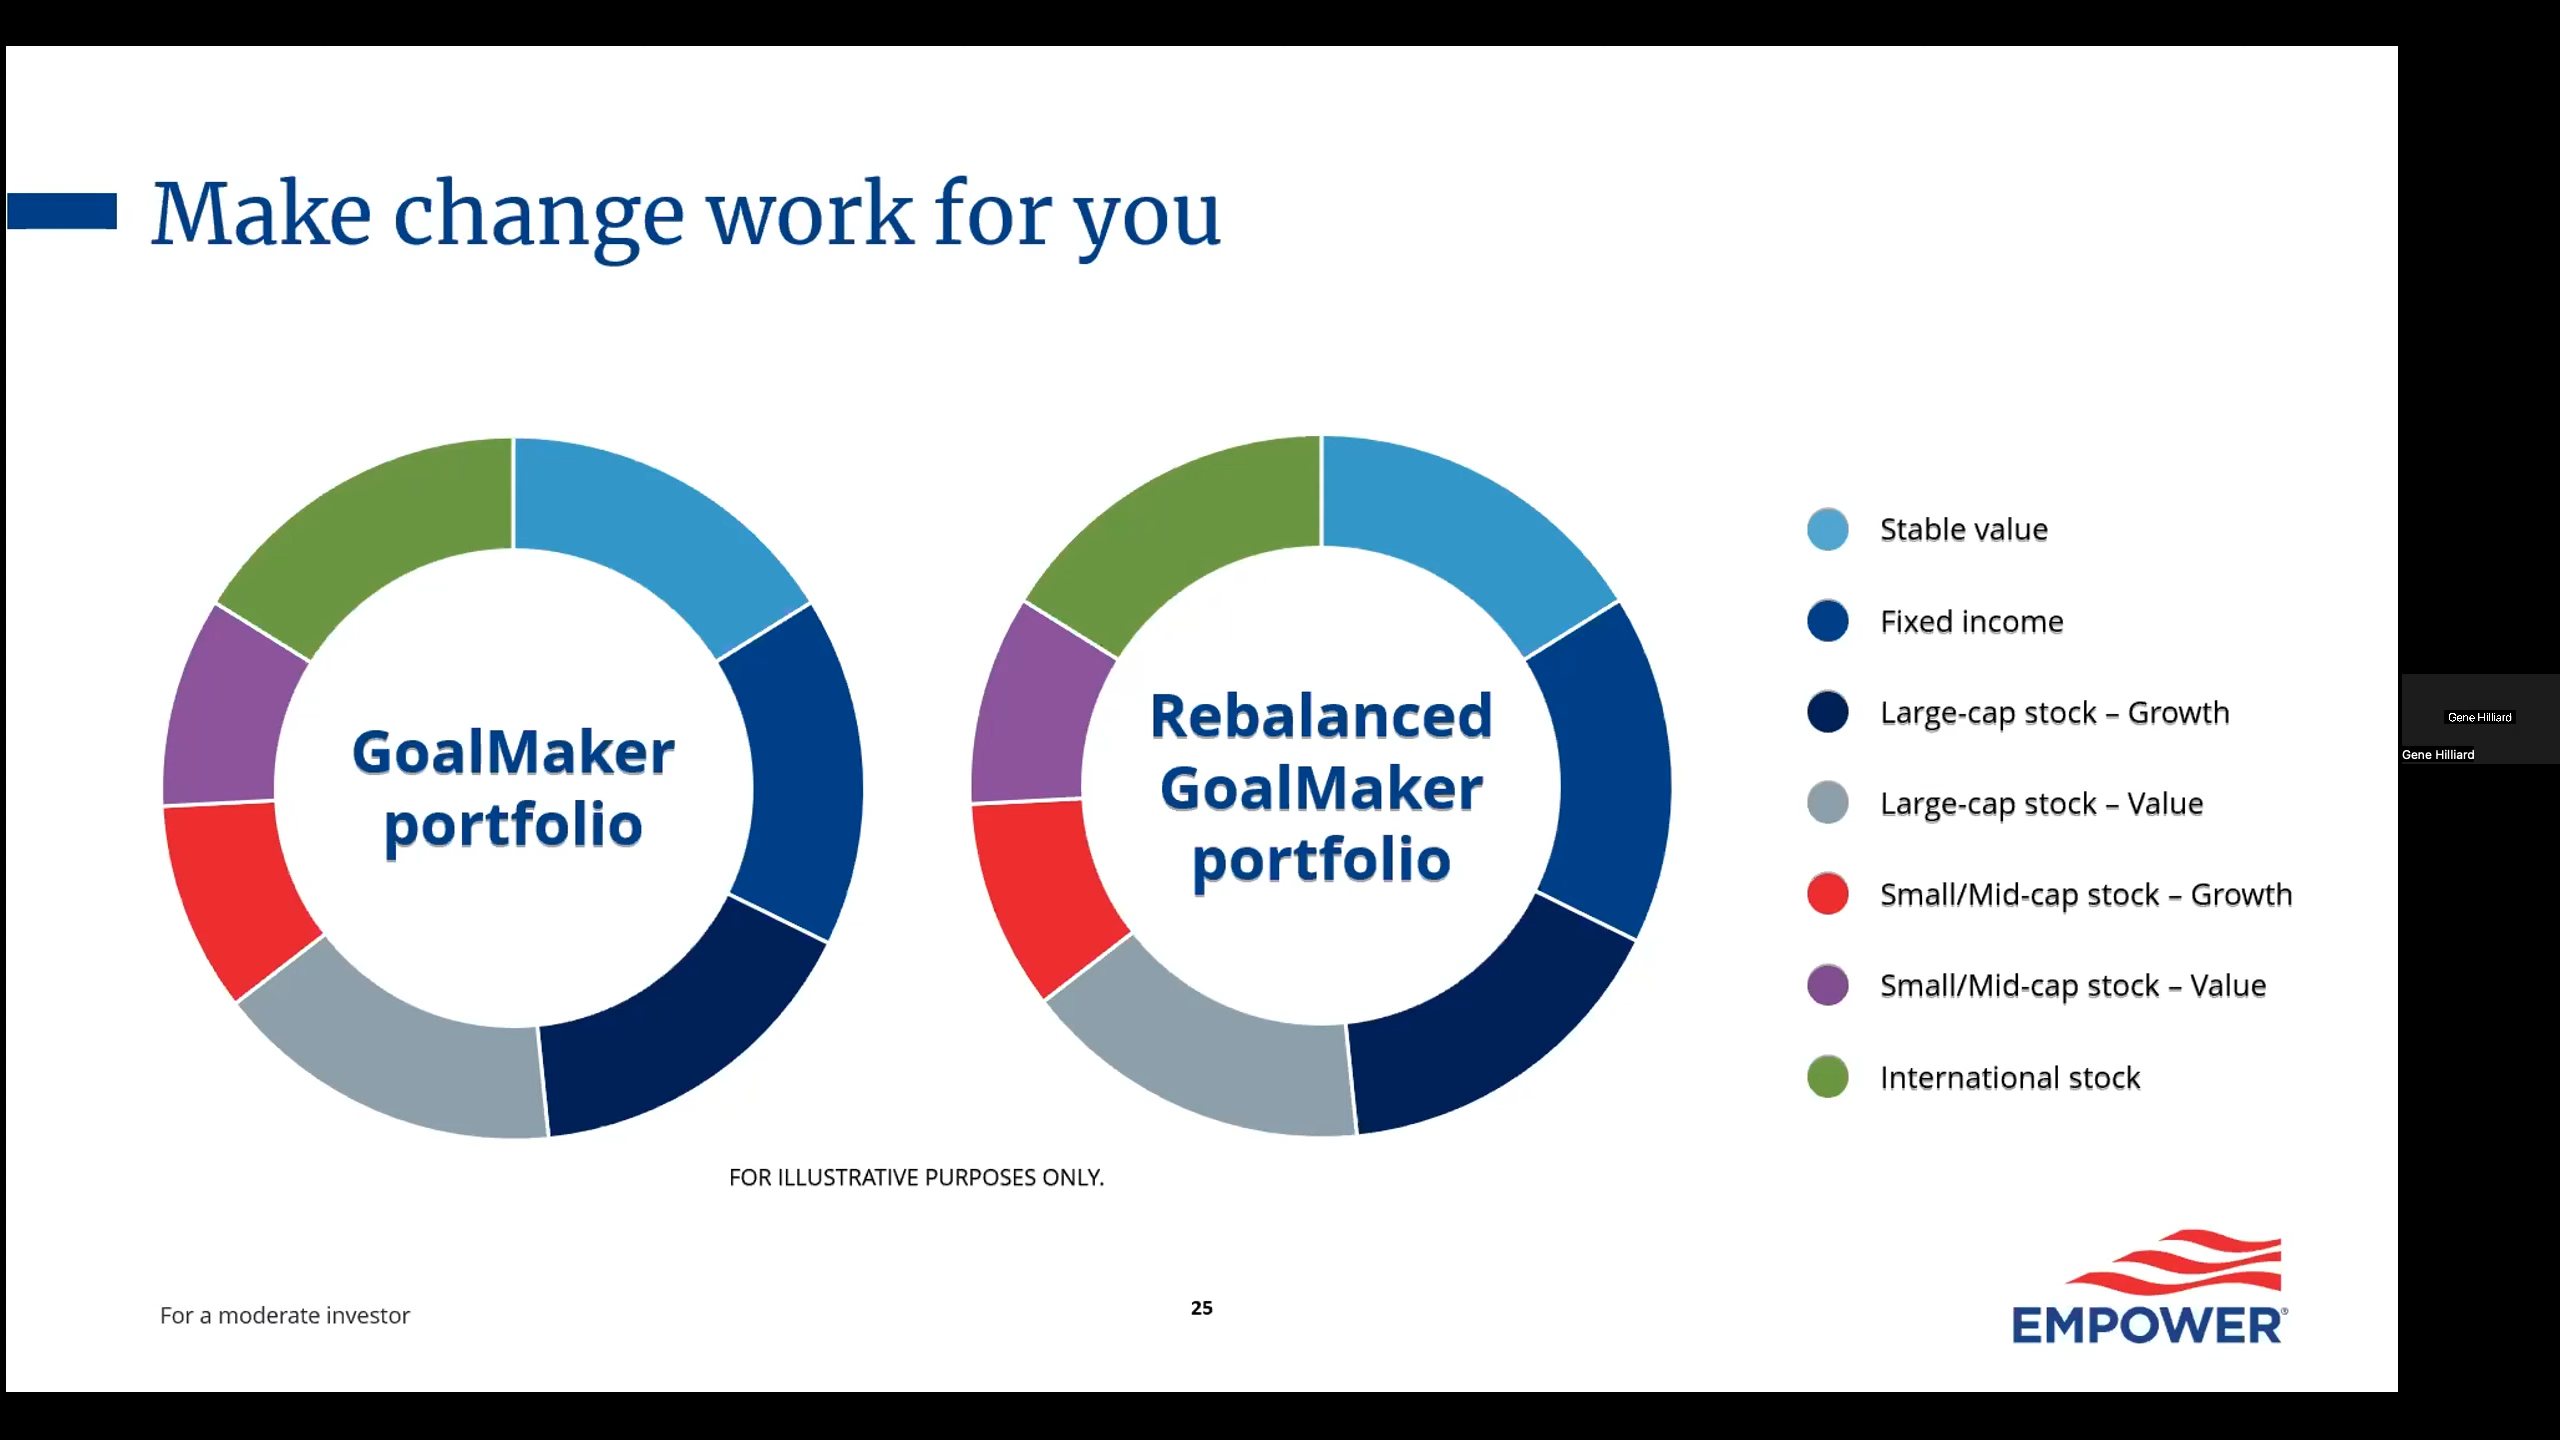 Make change work for you
GoalMaker
portfolio
Rebalanced
GoalMaker
portfolio
Stable value
Fixed income
Large-cap stock – Growth
Large-cap stock – Value
Small/Mid-cap stock – Growth
Small/Mid-cap stock – Value
International stock
FOR ILLUSTRATIVE PURPOSES ONLY.
For a moderate investor
25
EMPOWER®
Gene Hilliard
Gene Hilliard